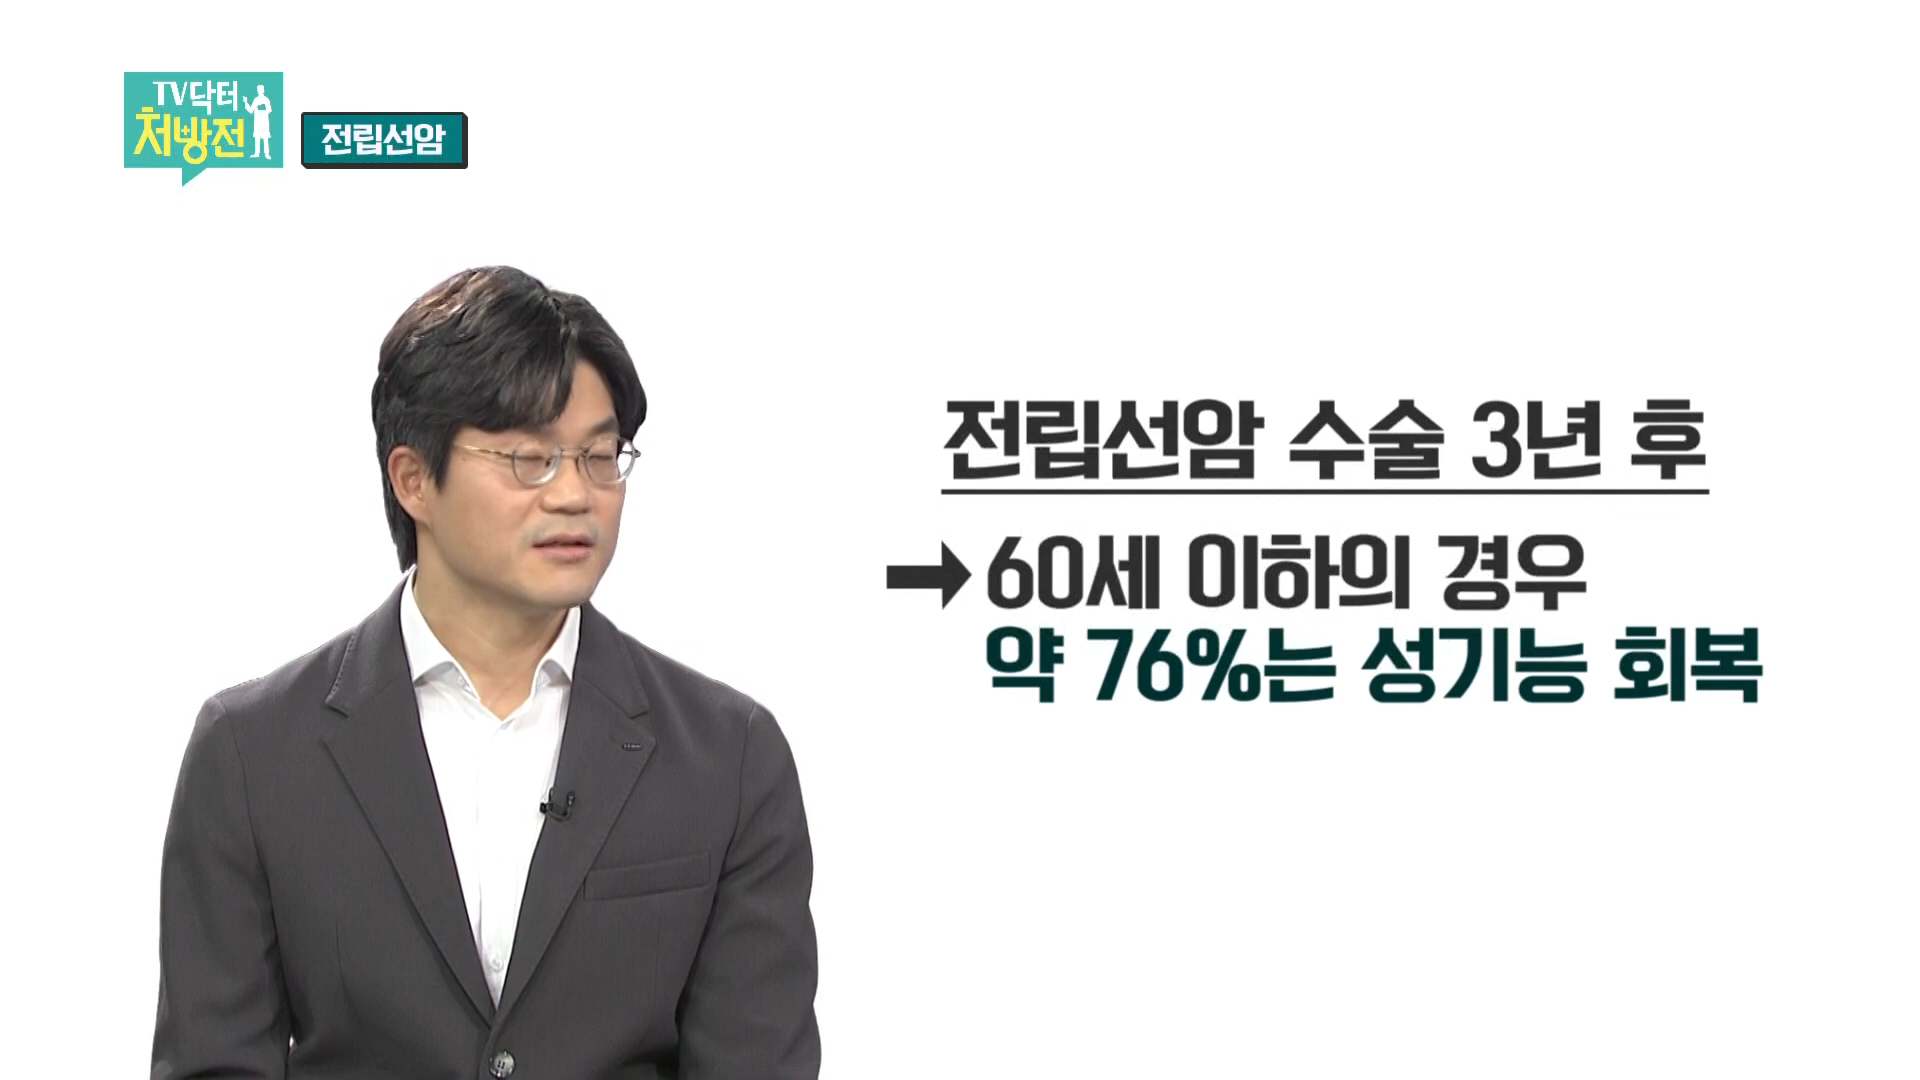 TV닥터
처방전
전립선암
전립선암 수술 3년 후
➡60세 이하의 경우
약 76%는 성기능 회복